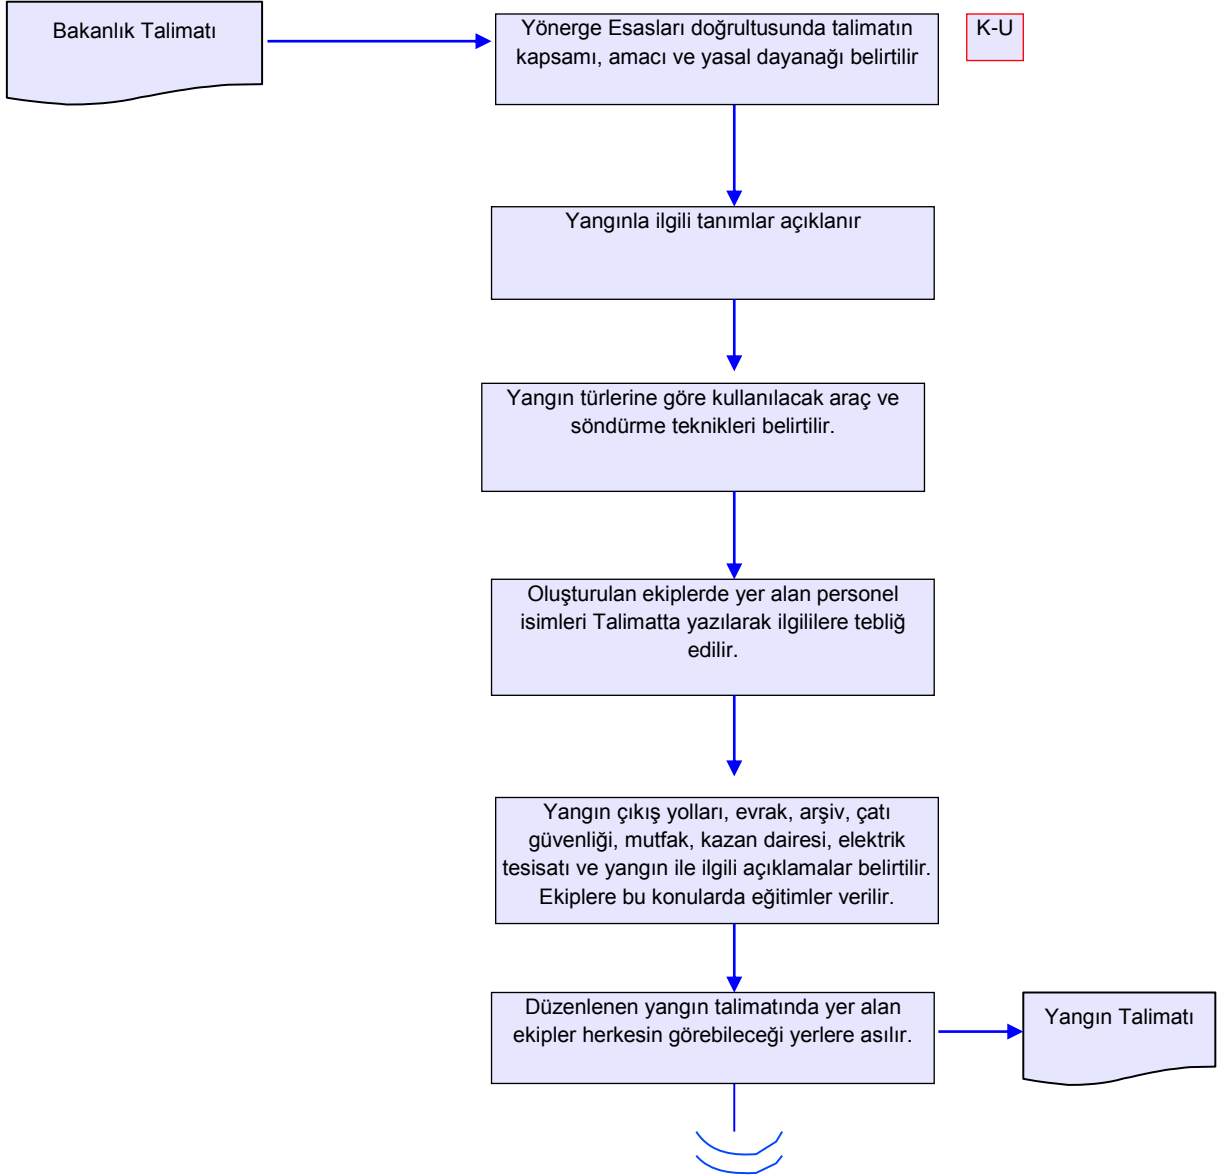 Bakanlık Talimatı
Yönerge Esasları doğrultusunda talimatın
kapsamı, amacı ve yasal dayanağı belirtilir
K-U
Yangınla ilgili tanımlar açıklanır
Yangın türlerine göre kullanılacak araç ve
söndürme teknikleri belirtilir.
Oluşturulan ekiplerde yer alan personel
isimleri Talimatta yazılarak ilgililere tebliğ
edilir.
Yangın çıkış yolları, evrak, arşiv, çatı
güvenliği, mutfak, kazan dairesi, elektrik
tesisatı ve yangın ile ilgili açıklamalar belirtilir.
Ekiplere bu konularda eğitimler verilir.
Düzenlenen yangın talimatında yer alan
ekipler herkesin görebileceği yerlere asılır.
Yangın Talimatı